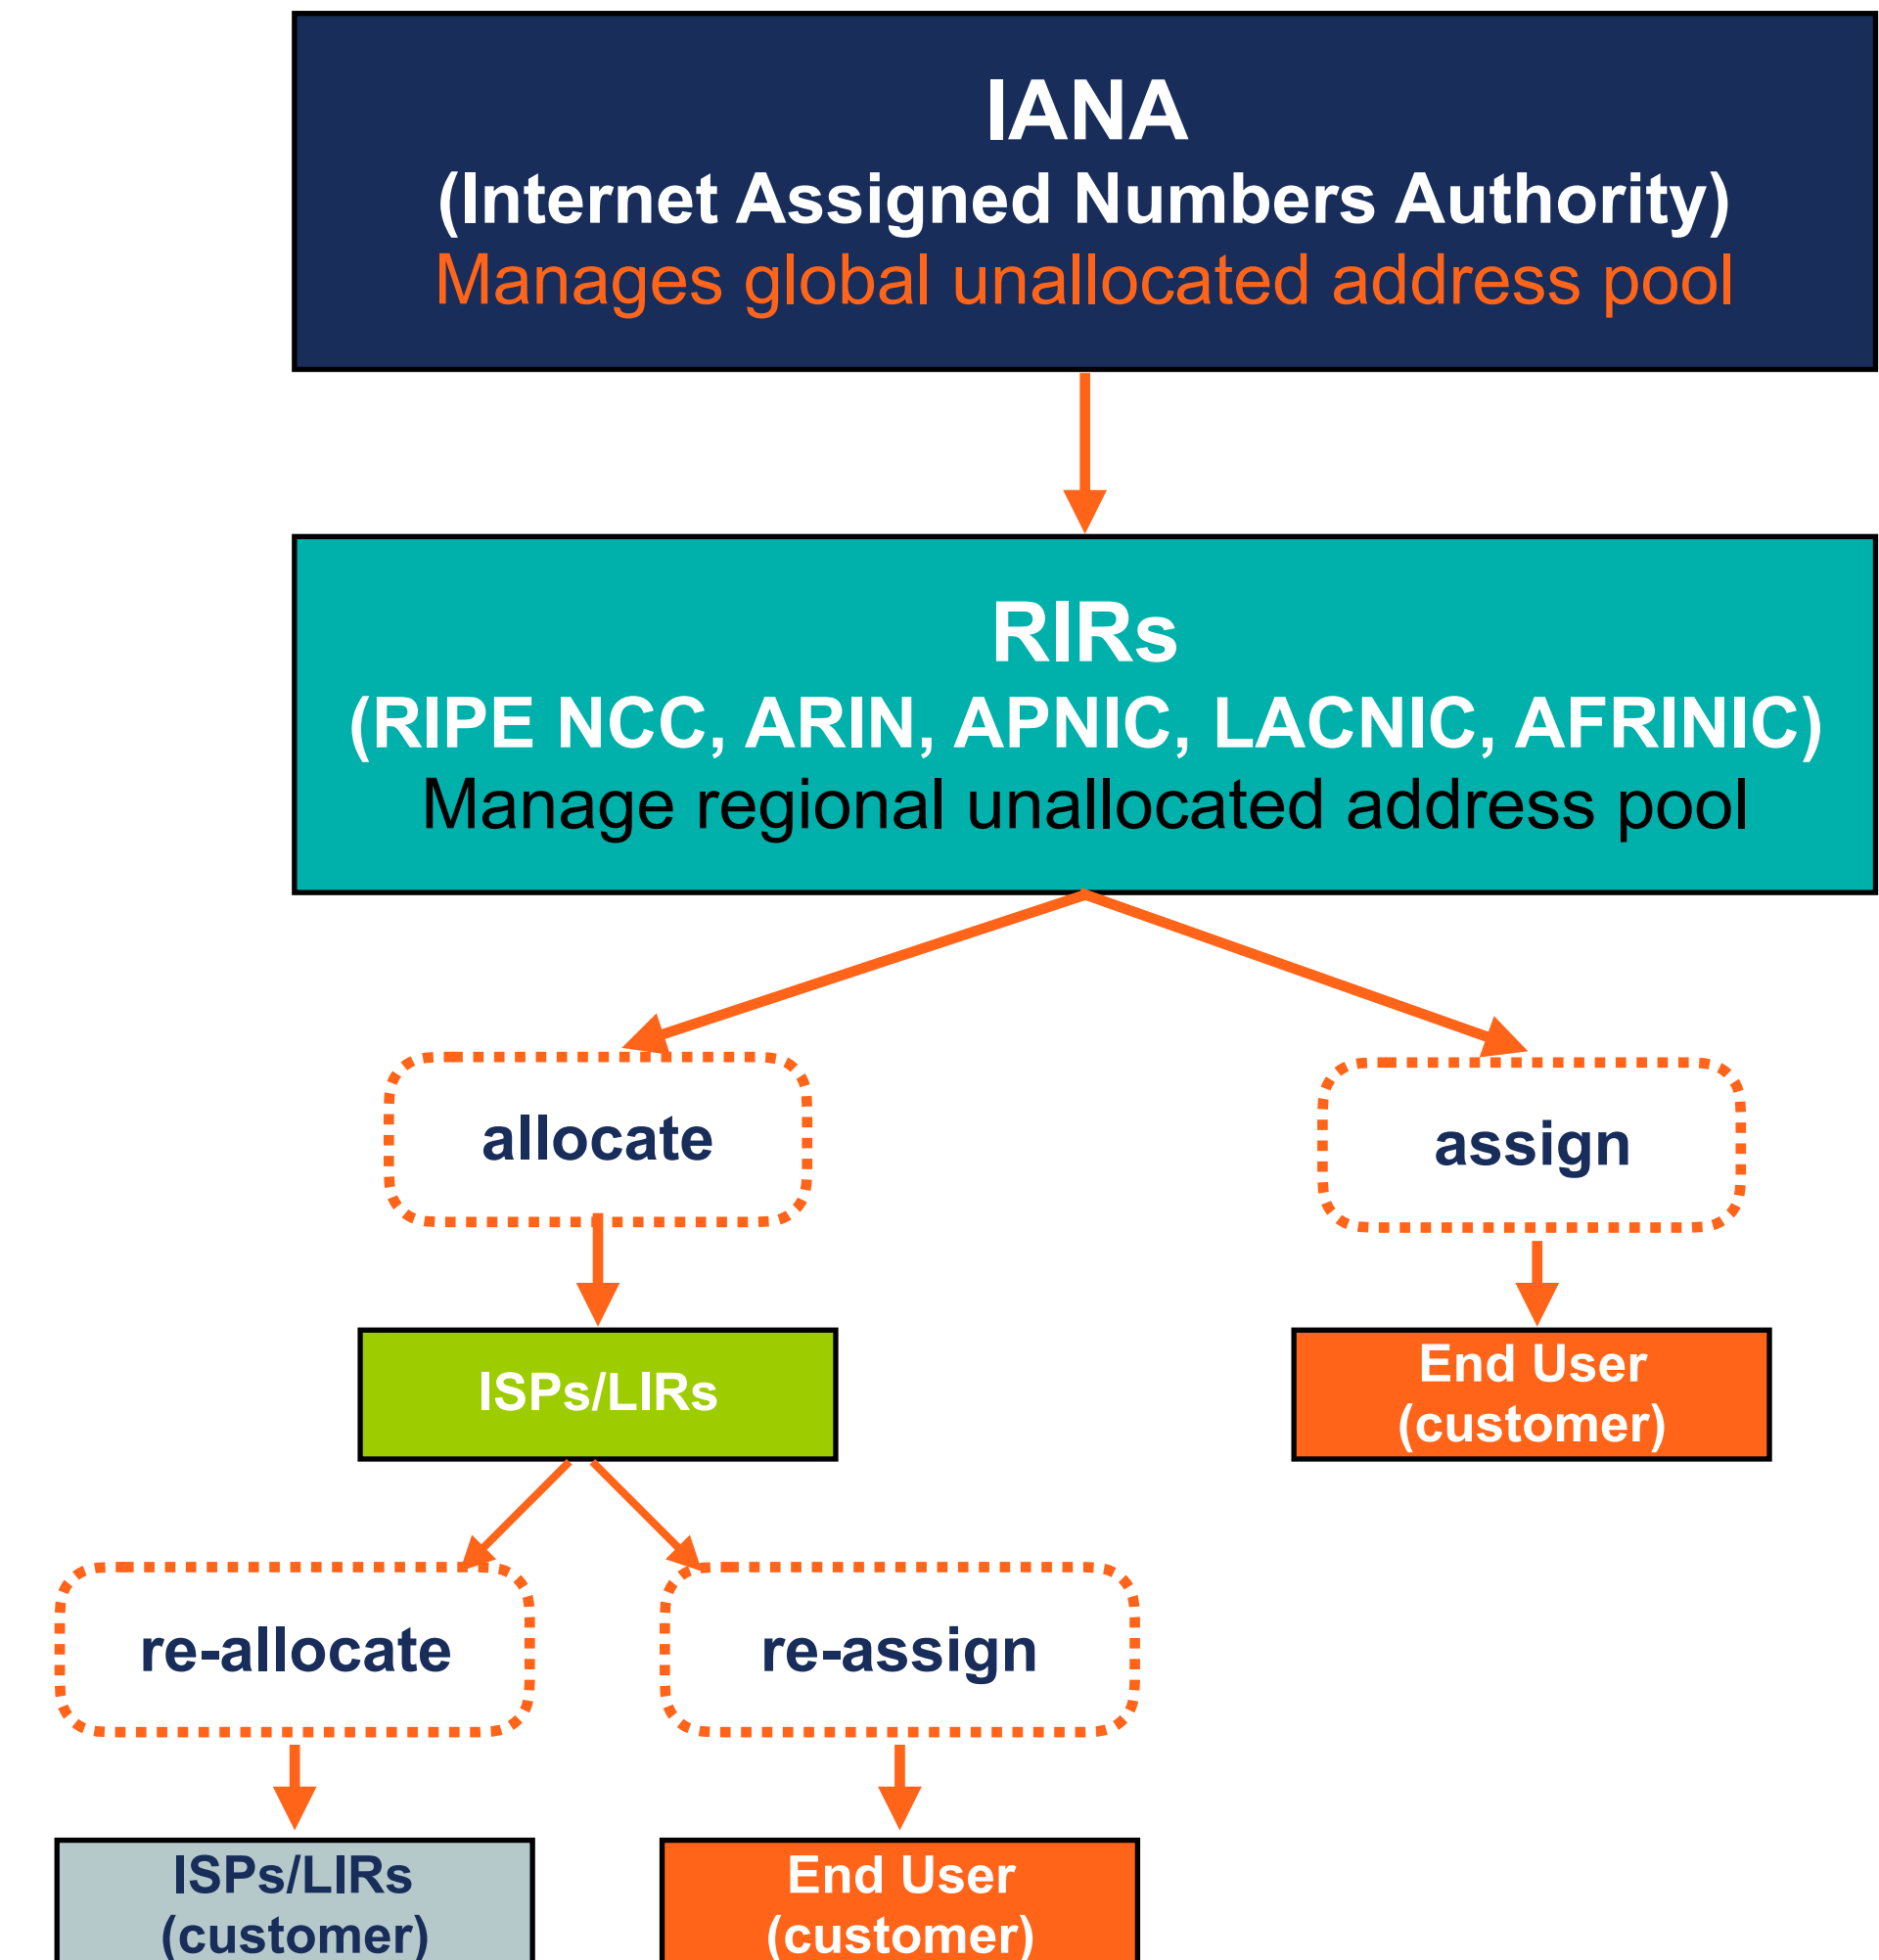 IANA
(Internet Assigned Numbers Authority)
Manages global unallocated address pool
RIRs
(RIPE NCC, ARIN, APNIC, LACNIC, AFRINIC)
Manage regional unallocated address pool
allocate
assign
ISPs/LIRs
End User
(customer)
re-allocate
re-assign
ISPs/LIRs
(customer)
End User
(customer)